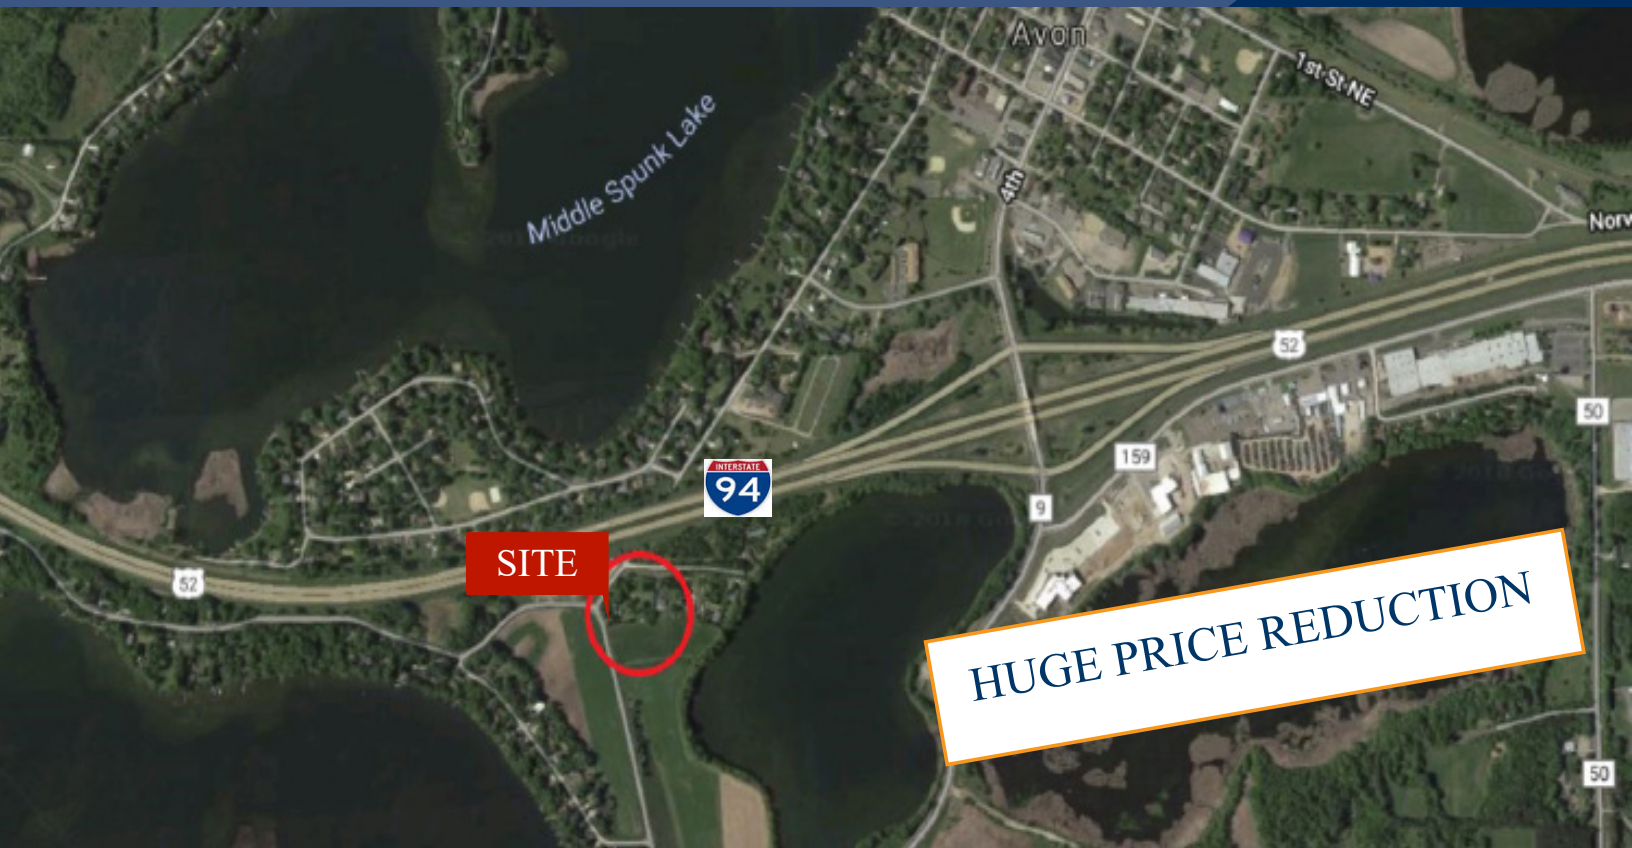 Avon
1st St NE
Middle Spunk Lake
4th
Norw
52
50
INTERSTATE
94
159
9
SITE
52
HUGE PRICE REDUCTION
50